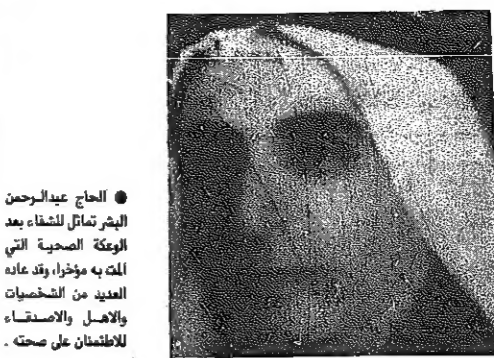 ● الحاج عبدالرحمن
البشر تماثل للشفاء بعد
الوعكة الصحية التي
المت به مؤخرا، وقد عاده
العديد من الشخصيات
والاهل والاصدقاء
للاطمئنان على صحته .